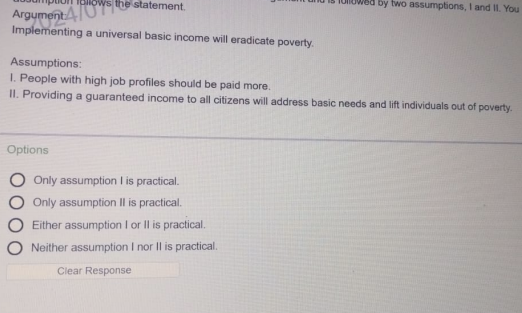 follows the statement.
is followed by two assumptions, I and II. You
Argument:
Implementing a universal basic income will eradicate poverty.
Assumptions:
I. People with high job profiles should be paid more.
II. Providing a guaranteed income to all citizens will address basic needs and lift individuals out of poverty.
Options
Only assumption I is practical.
Only assumption II is practical.
Either assumption I or II is practical.
Neither assumption I nor II is practical.
Clear Response